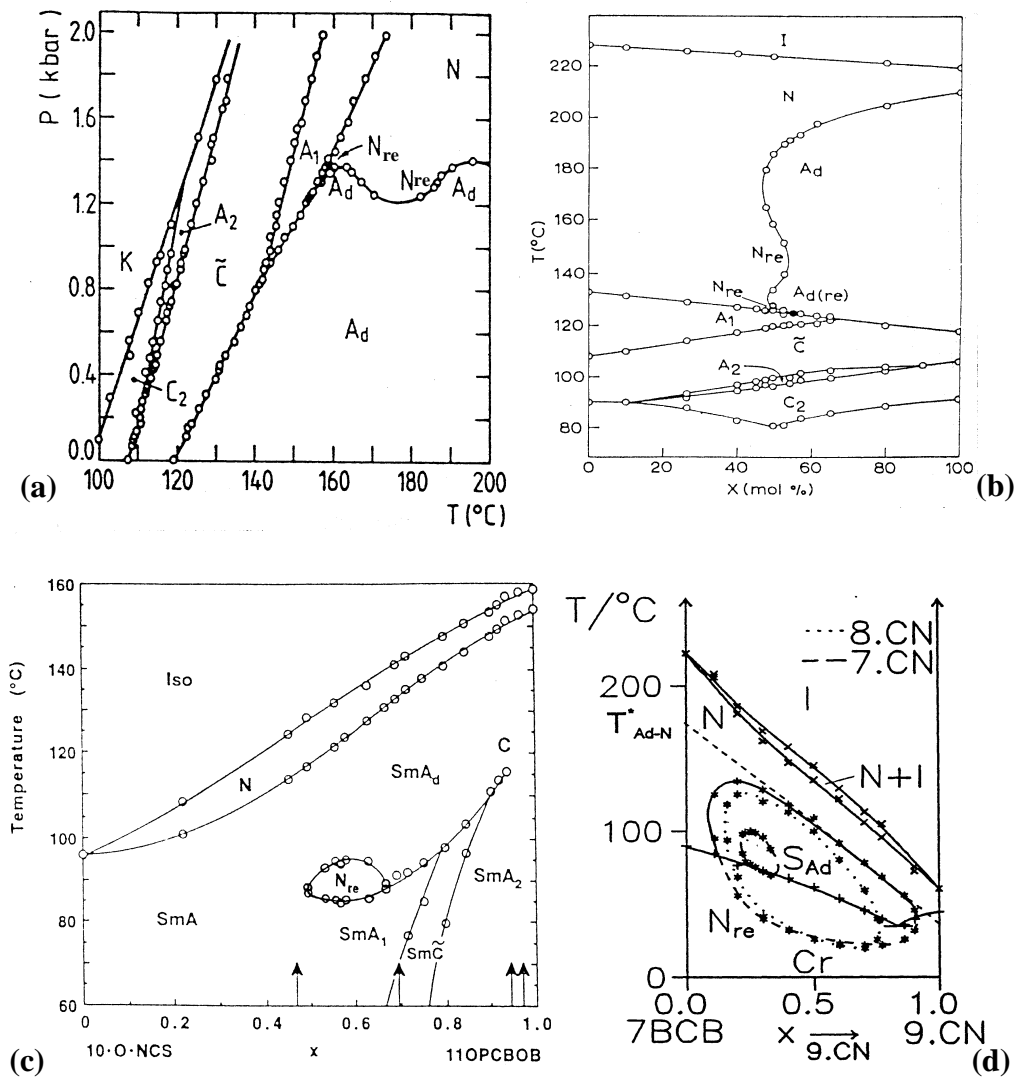 P (kbar)
2.0
1.6
1.2
0.8
0.4
0.0
K
C₂
A₂
C̃
A₁
Ad
Nre
Nre
Ad
N
Ad
100 120 140 160 180 200
T(°C)
(a)
T(°C)
220
200
180
160
140
120
100
80
I
N
Ad
Nre
Nre
Ad(re)
A₁
C̃
A₂
C₂
0 20 40 60 80 100
X (mol %)
(b)
Temperature (°C)
160
140
120
100
80
60
Iso
N
SmAd
C
Nre
SmA
SmA₁
SmC̃
SmA₂
0 0.2 0.4 0.6 0.8 1.0
10·O·NCS x 11OPCBOB
(c)
T/°C
8.CN
7.CN
200
T*Ad-N
N
I
N+I
100
SAd
Nre
Cr
0
0.0 0.5 1.0
7BCB x → 9.CN 9.CN
(d)